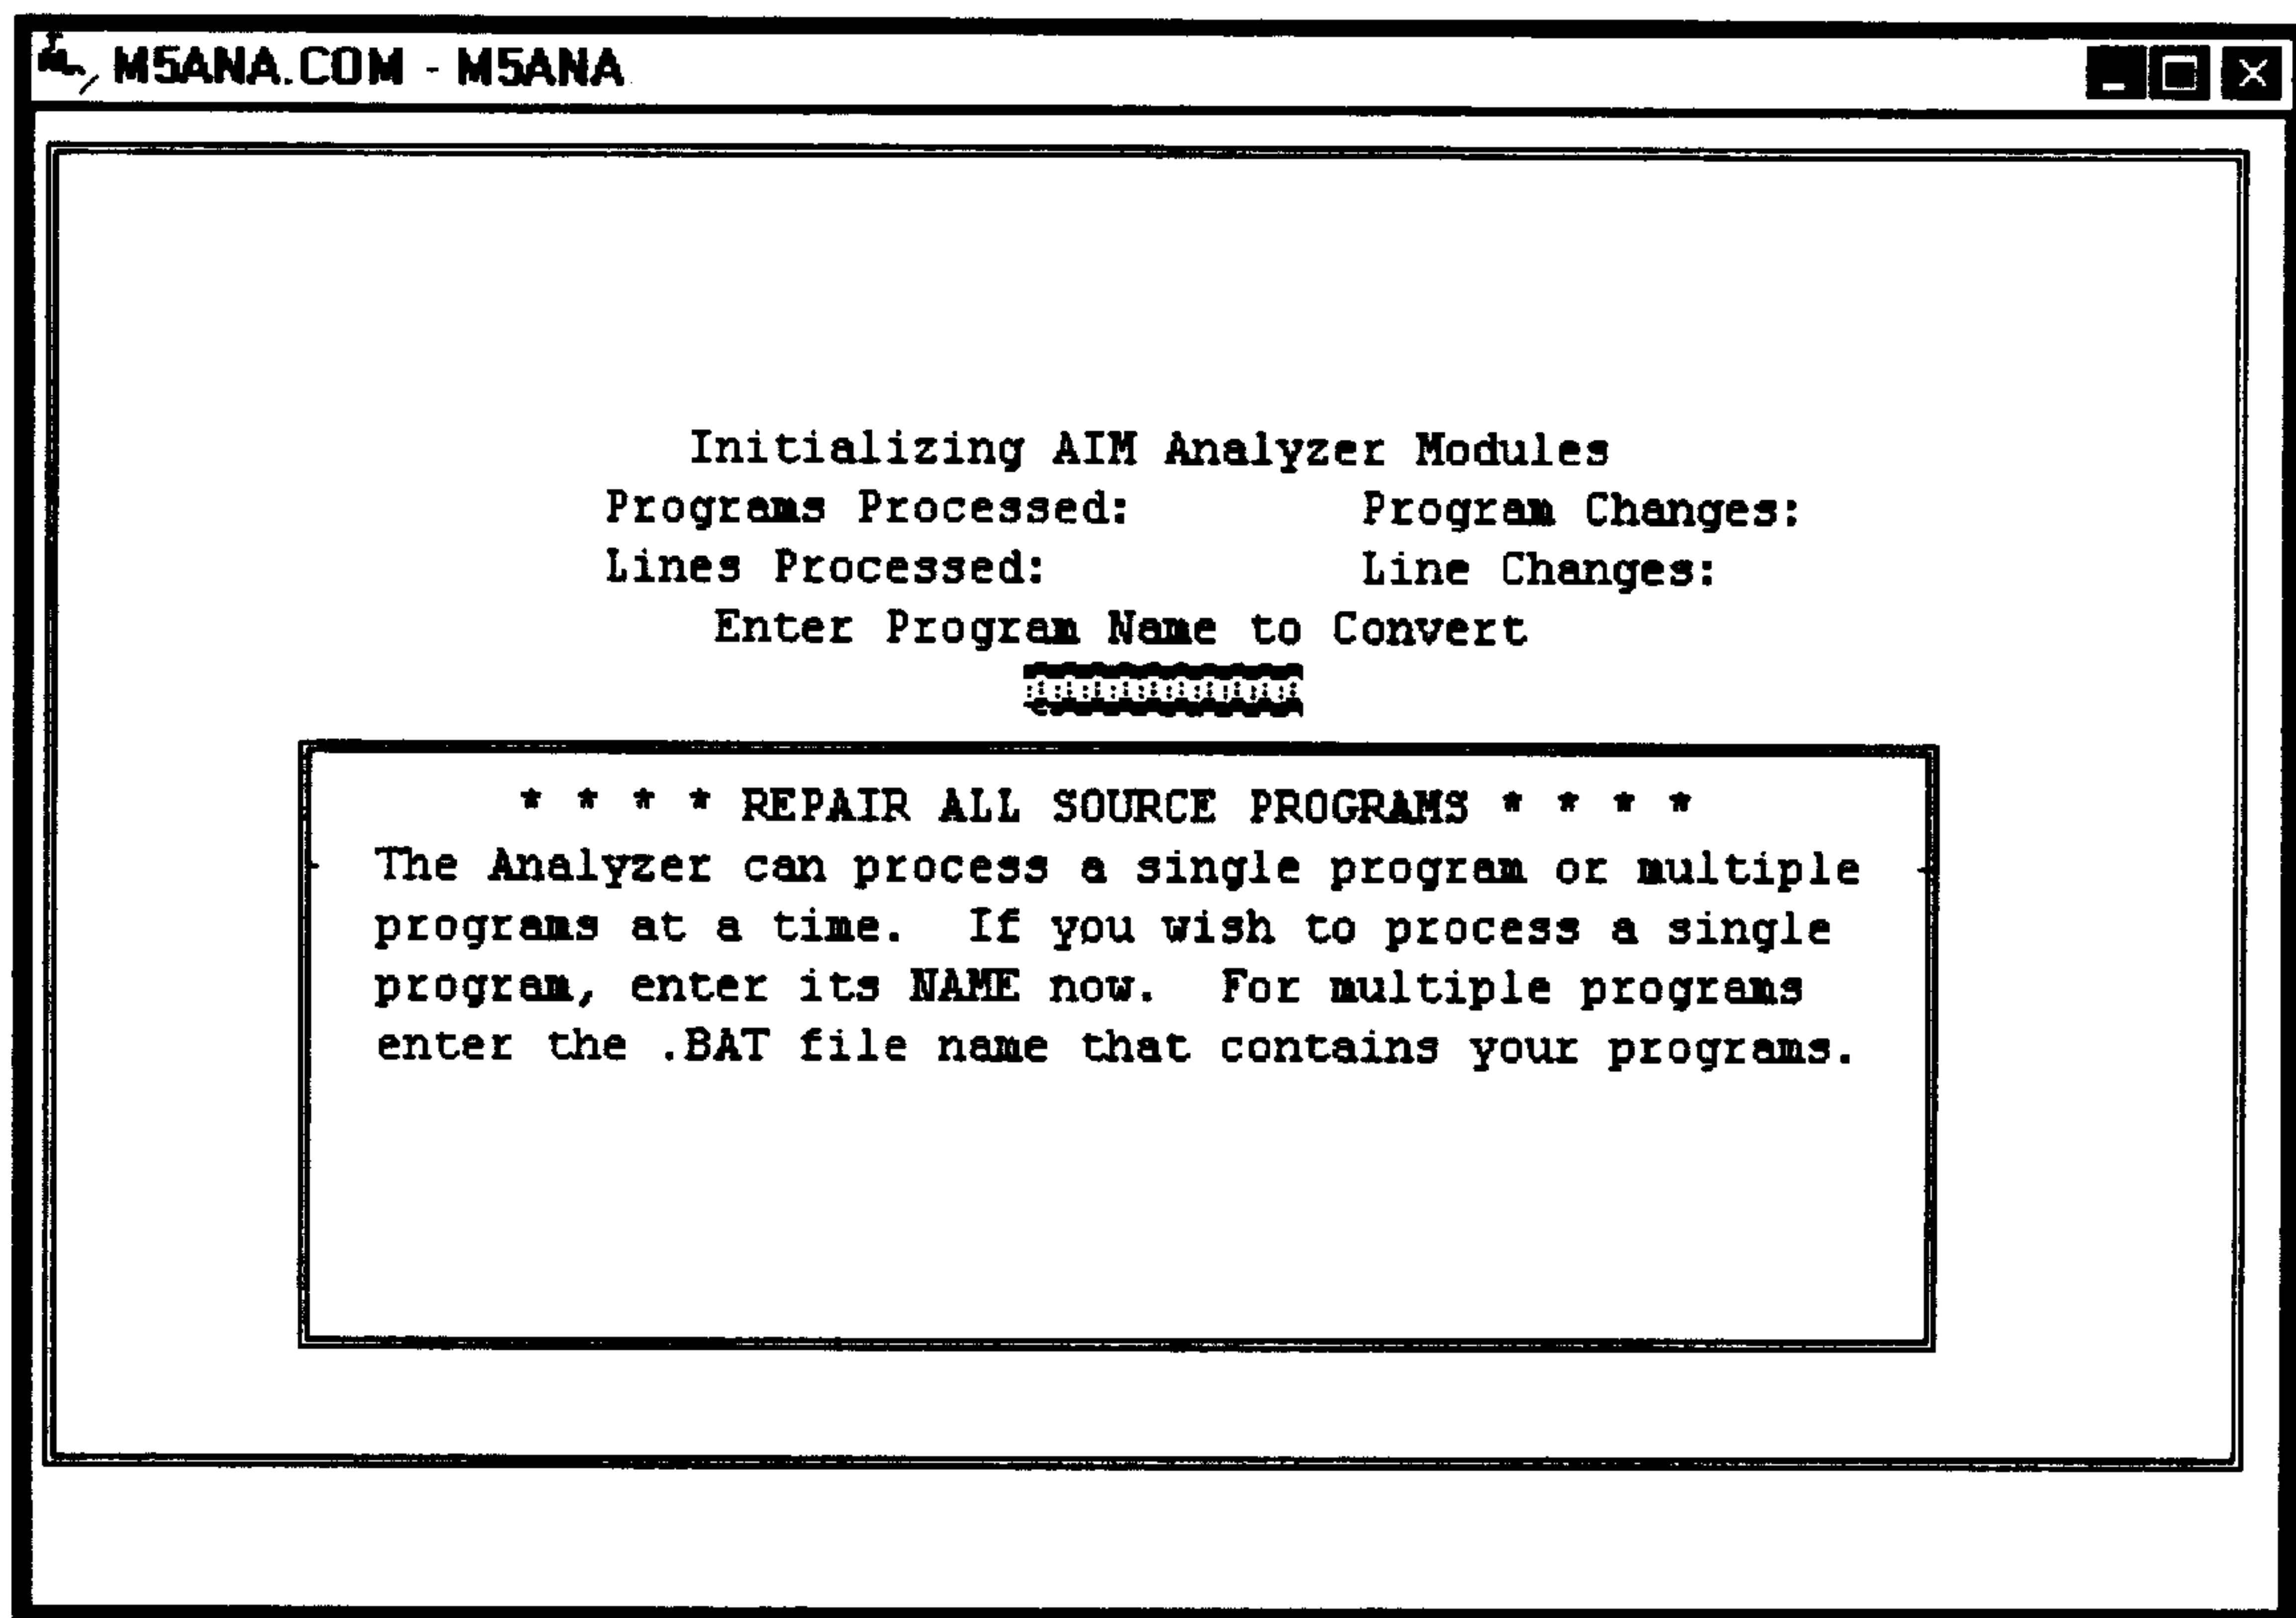 M5ANA.COM - M5ANA
Initializing AIM Analyzer Modules
Programs Processed: Program Changes:
Lines Processed: Line Changes:
Enter Program Name to Convert
* * * * REPAIR ALL SOURCE PROGRAMS * * * *
The Analyzer can process a single program or multiple
programs at a time.  If you wish to process a single
program, enter its NAME now.  For multiple programs
enter the .BAT file name that contains your programs.